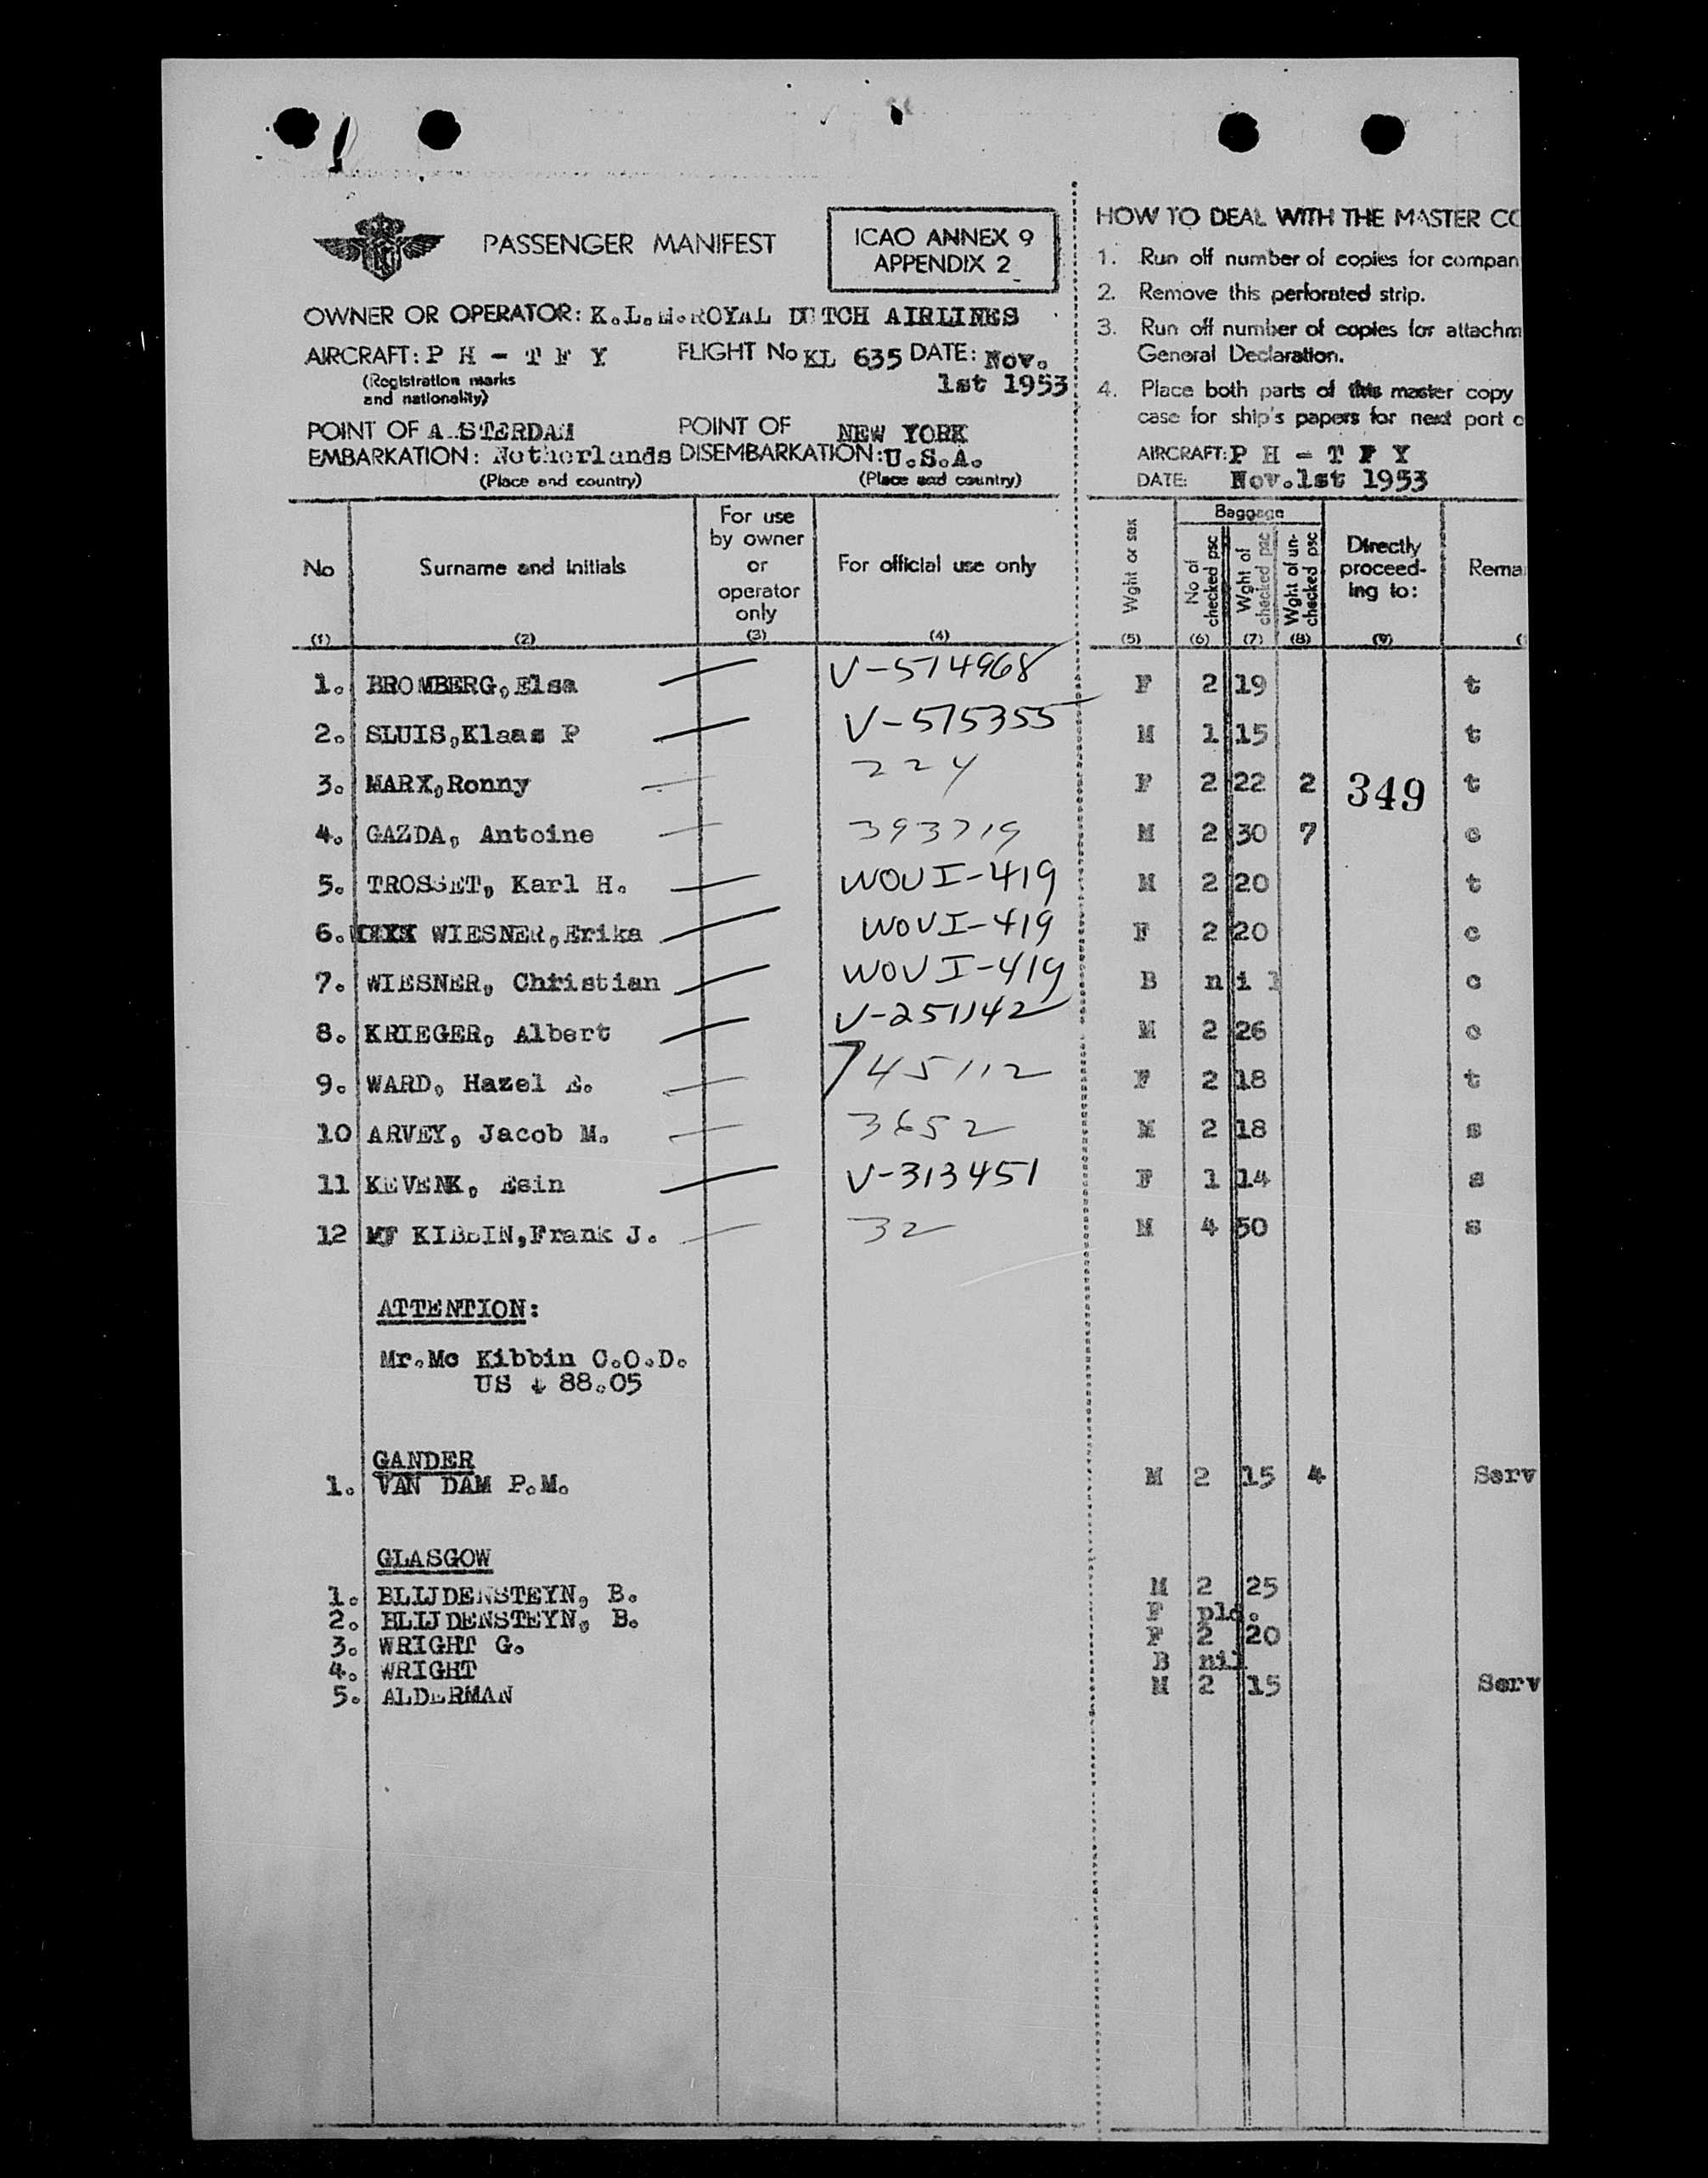 PASSENGER MANIFEST
ICAO ANNEX 9
APPENDIX 2
OWNER OR OPERATOR: K.L.M. ROYAL DUTCH AIRLINES
AIRCRAFT: P H - T F Y FLIGHT No KL 635 DATE: Nov. 1st 1953
(Registration marks
and nationality)
POINT OF EMBARKATION: AMSTERDAM Netherlands
(Place and country)
POINT OF DISEMBARKATION: NEW YORK U.S.A.
(Place and country)
HOW TO DEAL WITH THE MASTER
1. Run off number of copies for
2. Remove this perforated strip.
3. Run off number of copies for
General Declaration.
4. Place both parts of this master copy
case for ship's papers for next port
AIRCRAFT: P H - T F Y
DATE: Nov.1st 1953
No (1)
Surname and initials (2)
For use by owner or operator only (3)
For official use only (4)
Wght or sex (5)
Baggage
No of checked psc (6)
Wght of checked psc (7)
Wght of un-checked psc (8)
Directly proceed-ing to: (9)
1. BROMBERG, Elsa V-514968 F 2 19 t
2. SLUIS, Klaas P V-575355 M 1 15 t
3. MARX, Ronny 224 F 2 22 2 349 t
4. GAZDA, Antoine 393719 M 2 30 7 c
5. TROSSET, Karl H. WOVI-419 M 2 20 t
6. WIESNER, Erika WOVI-419 F 2 20 c
7. WIESNER, Christian WOVI-419 B nil c
8. KRIEGER, Albert V-251142 M 2 26 c
9. WARD, Hazel E. 745112 F 2 18 t
10 ARVEY, Jacob M. 3652 M 2 18 s
11 KEVENK, Esin V-313451 F 1 14 s
12 KIBBIN, Frank J. 32 M 4 50 s
ATTENTION:
Mr. Mc Kibbin C.O.D.
US $ 88.05
GANDER
1. VAN DAM P.M. M 2 15 4 Serv
GLASGOW
1. BLIJDENSTEYN, B. M 2 25
2. BLIJDENSTEYN, B. F pld.
3. WRIGHT G. F 2 20
4. WRIGHT B nil
5. ALDERMAN M 2 15 Serv